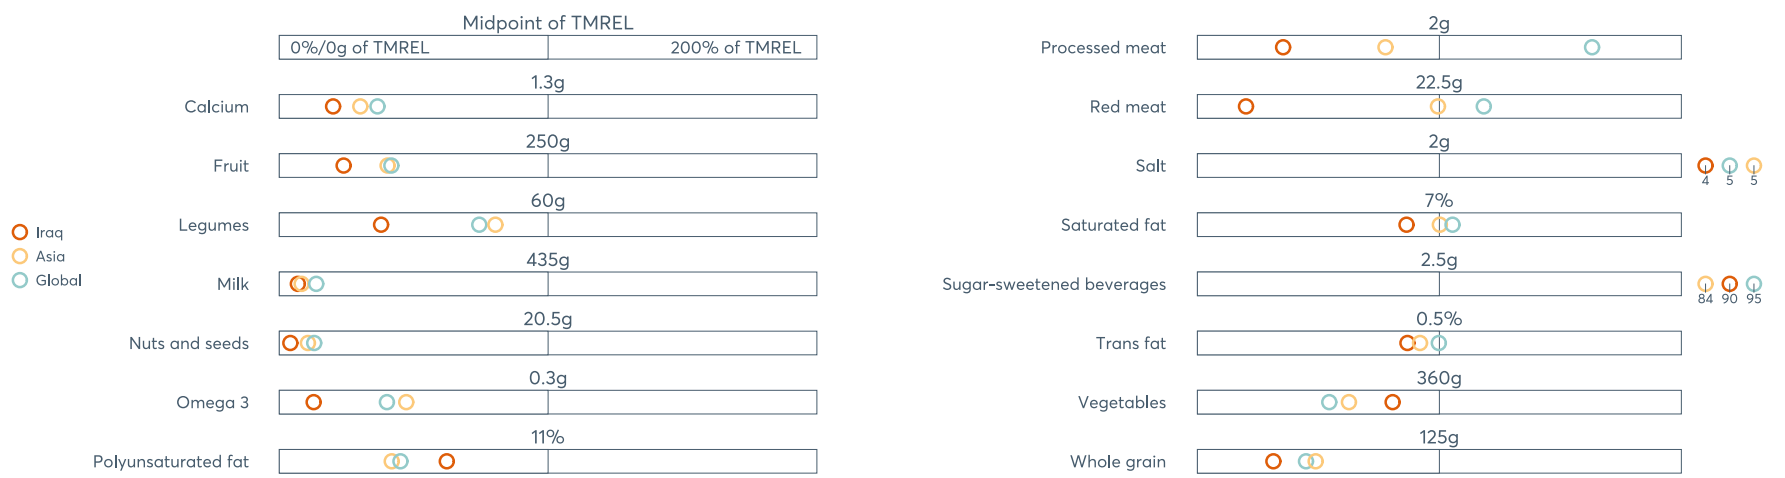 Midpoint of TMREL
0%/0g of TMREL 200% of TMREL
1.3g
Calcium
250g
Fruit
60g
Legumes
435g
Milk
20.5g
Nuts and seeds
0.3g
Omega 3
11%
Polyunsaturated fat
Iraq
Asia
Global
2g
Processed meat
22.5g
Red meat
2g
Salt
4 5 5
7%
Saturated fat
2.5g
Sugar-sweetened beverages
84 90 95
0.5%
Trans fat
360g
Vegetables
125g
Whole grain